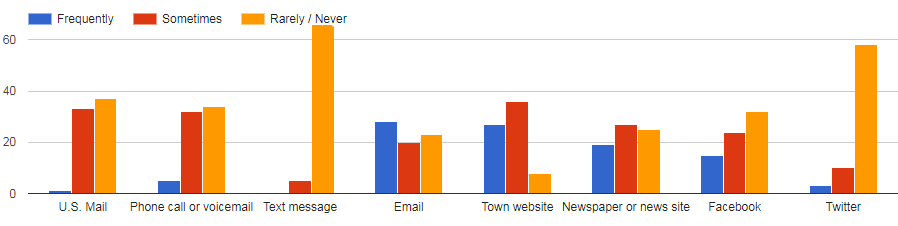 Frequently Sometimes Rarely / Never
60
40
20
0
U.S. Mail Phone call or voicemail Text message Email Town website Newspaper or news site Facebook Twitter